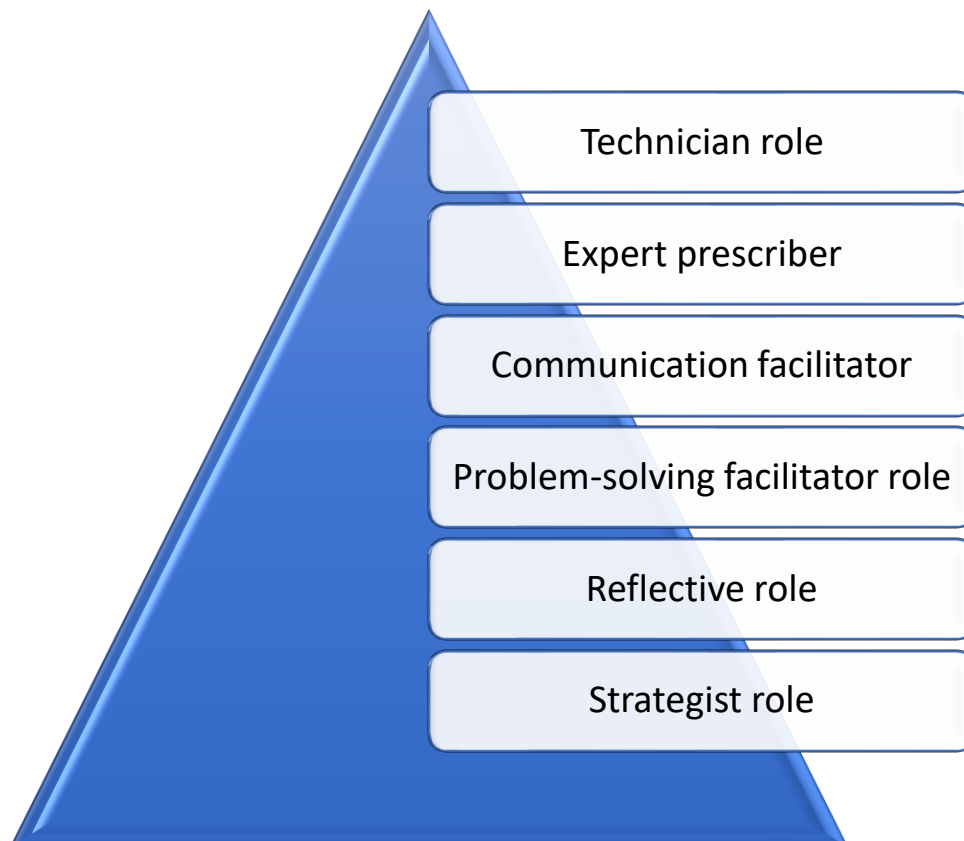 Technician role
Expert prescriber
Communication facilitator
Problem-solving facilitator role
Reflective role
Strategist role